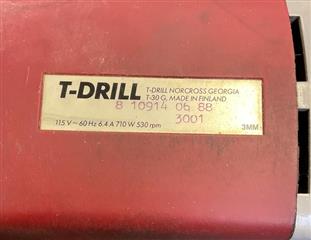 T-DRILL T-DRILL NORCROSS GEORGIA
T-30 G, MADE IN FINLAND
8 10914 06 88
3001
115 V ~ 60 Hz 6.4 A 710 W 530 rpm
3MM